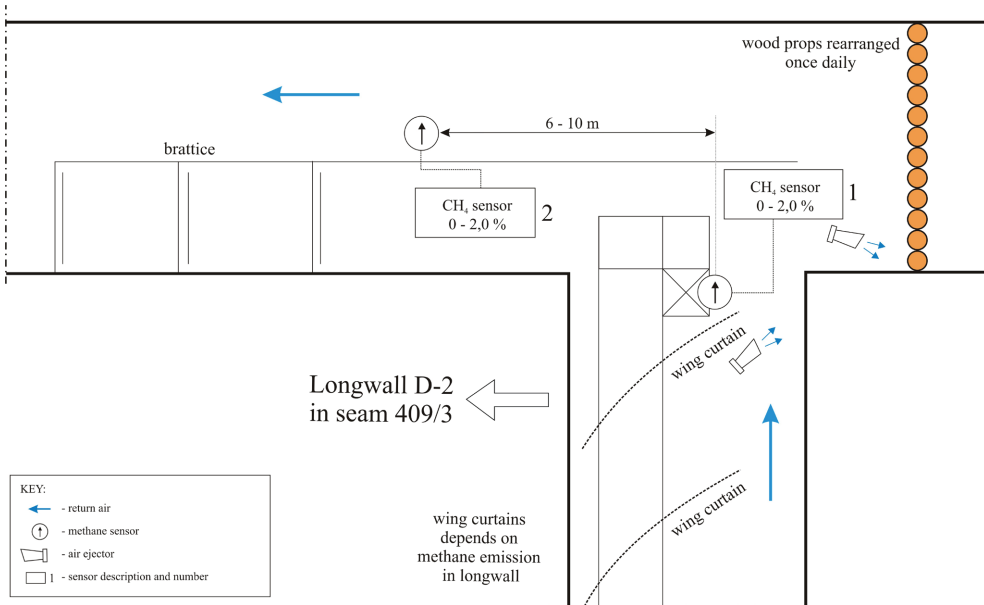 wood props rearranged
once daily
6 - 10 m
brattice
CH₄ sensor
0 - 2,0 %
1
CH₄ sensor
0 - 2,0 %
2
wing curtain
Longwall D-2
in seam 409/3
wing curtain
wing curtains
depends on
methane emission
in longwall
KEY:
- return air
- methane sensor
- air ejector
1 - sensor description and number